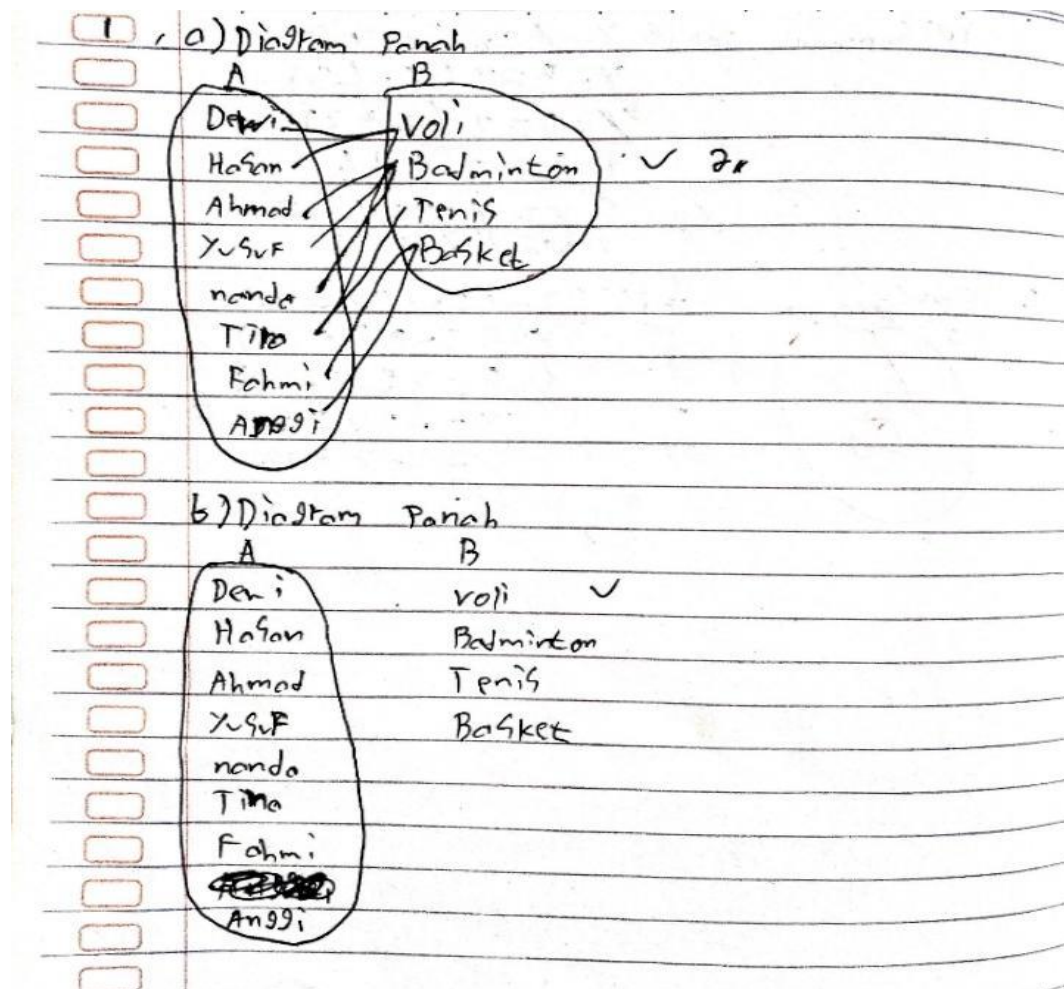 1, a) Diagram Panah
A B
Dewi Voli
Hasan Badminton
Ahmad Tenis
Yusuf Basket
nanda
Tino
Fahmi
Anggi
b) Diagram Panah
A B
Dewi voli
Hasan Badminton
Ahmad Tenis
Yusuf Basket
nanda
Tina
Fahmi
Anggi